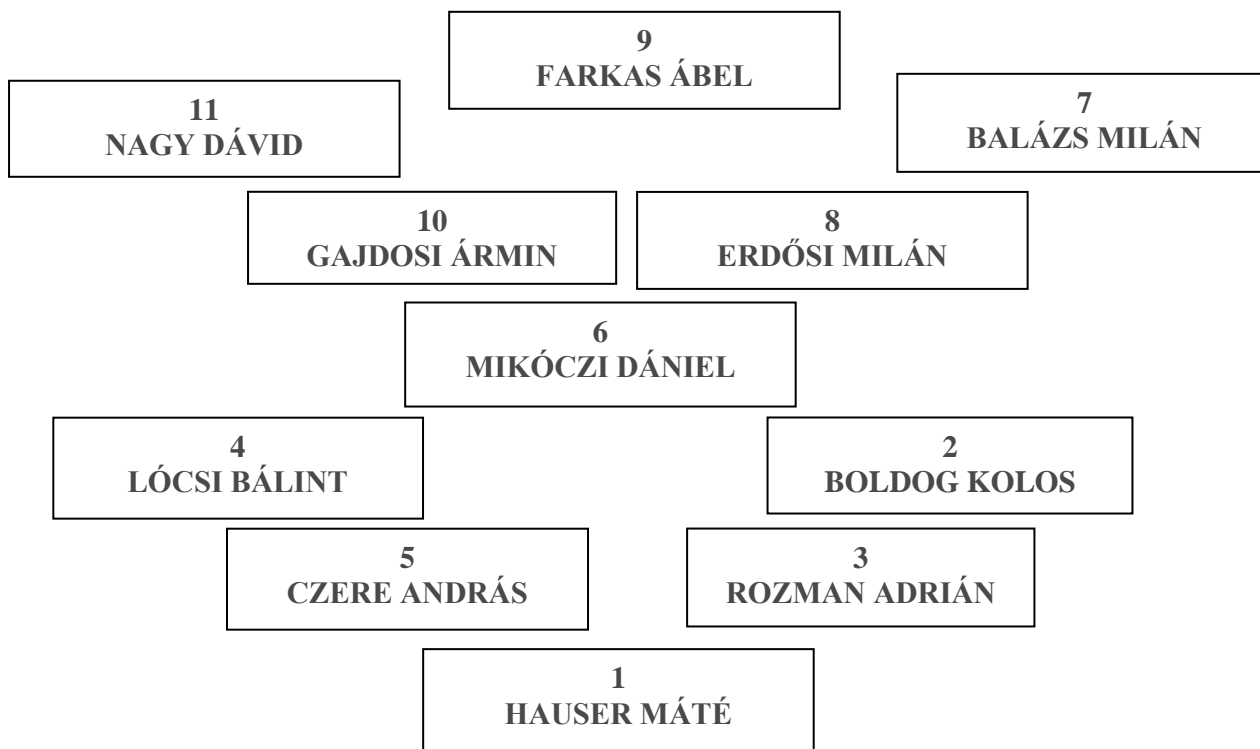 9
FARKAS ÁBEL
11
NAGY DÁVID
7
BALÁZS MILÁN
10
GAJDOSI ÁRMIN
8
ERDŐSI MILÁN
6
MIKÓCZI DÁNIEL
4
LÓCSI BÁLINT
2
BOLDOG KOLOS
5
CZERE ANDRÁS
3
ROZMAN ADRIÁN
1
HAUSER MÁTÉ